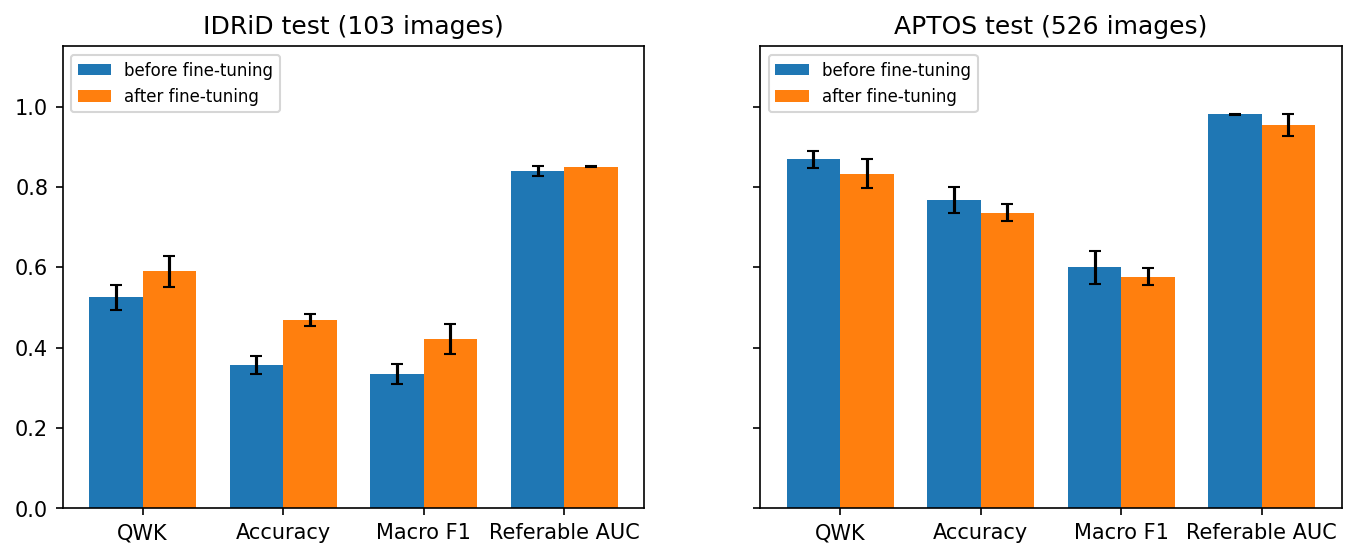 IDRiD test (103 images)
before fine-tuning
after fine-tuning
1.0
0.8
0.6
0.4
0.2
0.0
QWK Accuracy Macro F1 Referable AUC
APTOS test (526 images)
before fine-tuning
after fine-tuning
QWK Accuracy Macro F1 Referable AUC